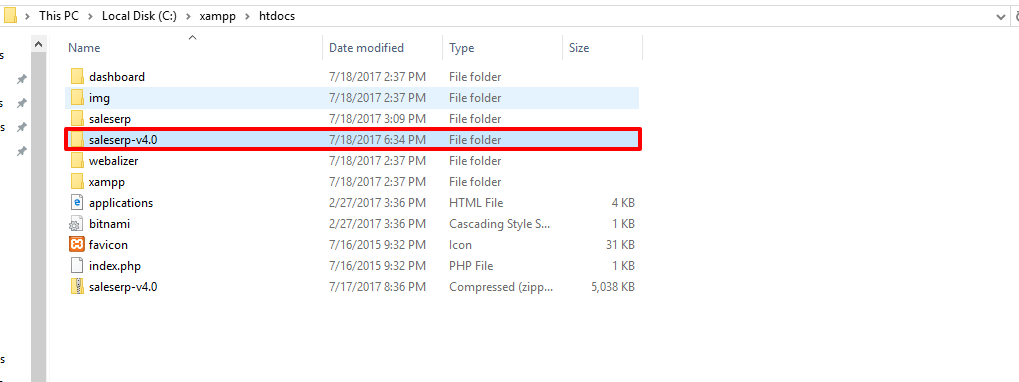 This PC > Local Disk (C:) > xampp > htdocs
Name Date modified Type Size
dashboard 7/18/2017 2:37 PM File folder
img 7/18/2017 2:37 PM File folder
saleserp 7/18/2017 3:09 PM File folder
saleserp-v4.0 7/18/2017 6:34 PM File folder
webalizer 7/18/2017 2:37 PM File folder
xampp 7/18/2017 2:37 PM File folder
applications 2/27/2017 3:36 PM HTML File 4 KB
bitnami 2/27/2017 3:36 PM Cascading Style S... 1 KB
favicon 7/16/2015 9:32 PM Icon 31 KB
index.php 7/16/2015 9:32 PM PHP File 1 KB
saleserp-v4.0 7/17/2017 8:36 PM Compressed (zipp... 5,038 KB